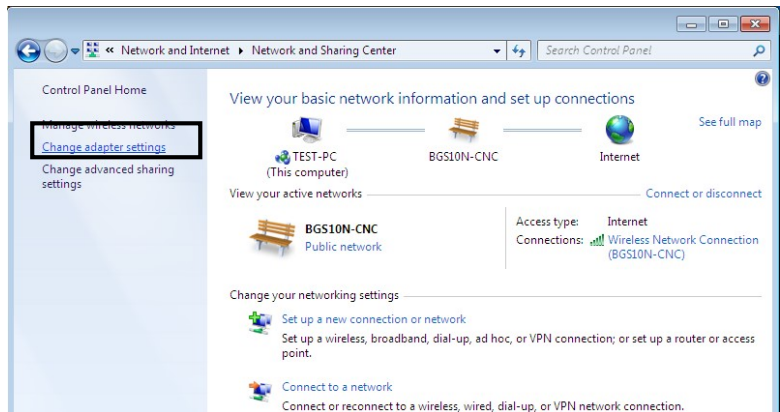 « Network and Internet ▸ Network and Sharing Center
Search Control Panel
Control Panel Home
Manage wireless networks
Change adapter settings
Change advanced sharing
settings
View your basic network information and set up connections
See full map
TEST-PC
(This computer)
BGS10N-CNC
Internet
View your active networks
Connect or disconnect
BGS10N-CNC
Public network
Access type: Internet
Connections: Wireless Network Connection
(BGS10N-CNC)
Change your networking settings
Set up a new connection or network
Set up a wireless, broadband, dial-up, ad hoc, or VPN connection; or set up a router or access
point.
Connect to a network
Connect or reconnect to a wireless, wired, dial-up, or VPN network connection.